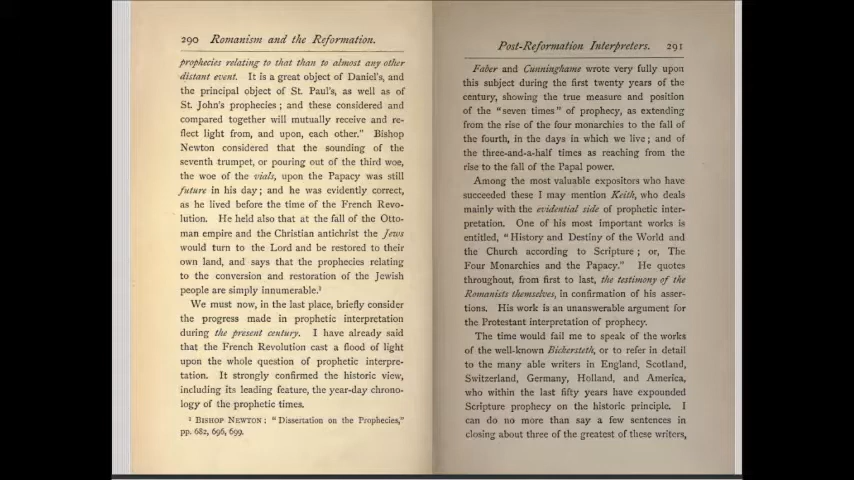 290 Romanism and the Reformation.
prophecies relating to that than to almost any other
distant event. It is a great object of Daniel's, and
the principal object of St. Paul's, as well as of
St. John's prophecies; and these considered and
compared together will mutually receive and re-
flect light from, and upon, each other." Bishop
Newton considered that the sounding of the
seventh trumpet, or pouring out of the third woe,
the woe of the vials, upon the Papacy was still
future in his day; and he was evidently correct,
as he lived before the time of the French Revo-
lution. He held also that at the fall of the Otto-
man empire and the Christian antichrist the Jews
would turn to the Lord and be restored to their
own land, and says that the prophecies relating
to the conversion and restoration of the Jewish
people are simply innumerable.¹
We must now, in the last place, briefly consider
the progress made in prophetic interpretation
during the present century. I have already said
that the French Revolution cast a flood of light
upon the whole question of prophetic interpre-
tation. It strongly confirmed the historic view,
including its leading feature, the year-day chrono-
logy of the prophetic times.
¹ BISHOP NEWTON: "Dissertation on the Prophecies,"
pp. 682, 696, 699.
Post-Reformation Interpreters. 291
Faber and Cunninghame wrote very fully upon
this subject during the first twenty years of the
century, showing the true measure and position
of the "seven times" of prophecy, as extending
from the rise of the four monarchies to the fall of
the fourth, in the days in which we live; and of
the three-and-a-half times as reaching from the
rise to the fall of the Papal power.
Among the most valuable expositors who have
succeeded these I may mention Keith, who deals
mainly with the evidential side of prophetic inter-
pretation. One of his most important works is
entitled, "History and Destiny of the World and
the Church according to Scripture; or, The
Four Monarchies and the Papacy." He quotes
throughout, from first to last, the testimony of the
Romanists themselves, in confirmation of his asser-
tions. His work is an unanswerable argument for
the Protestant interpretation of prophecy.
The time would fail me to speak of the works
of the well-known Bickersteth, or to refer in detail
to the many able writers in England, Scotland,
Switzerland, Germany, Holland, and America,
who within the last fifty years have expounded
Scripture prophecy on the historic principle. I
can do no more than say a few sentences in
closing about three of the greatest of these writers,